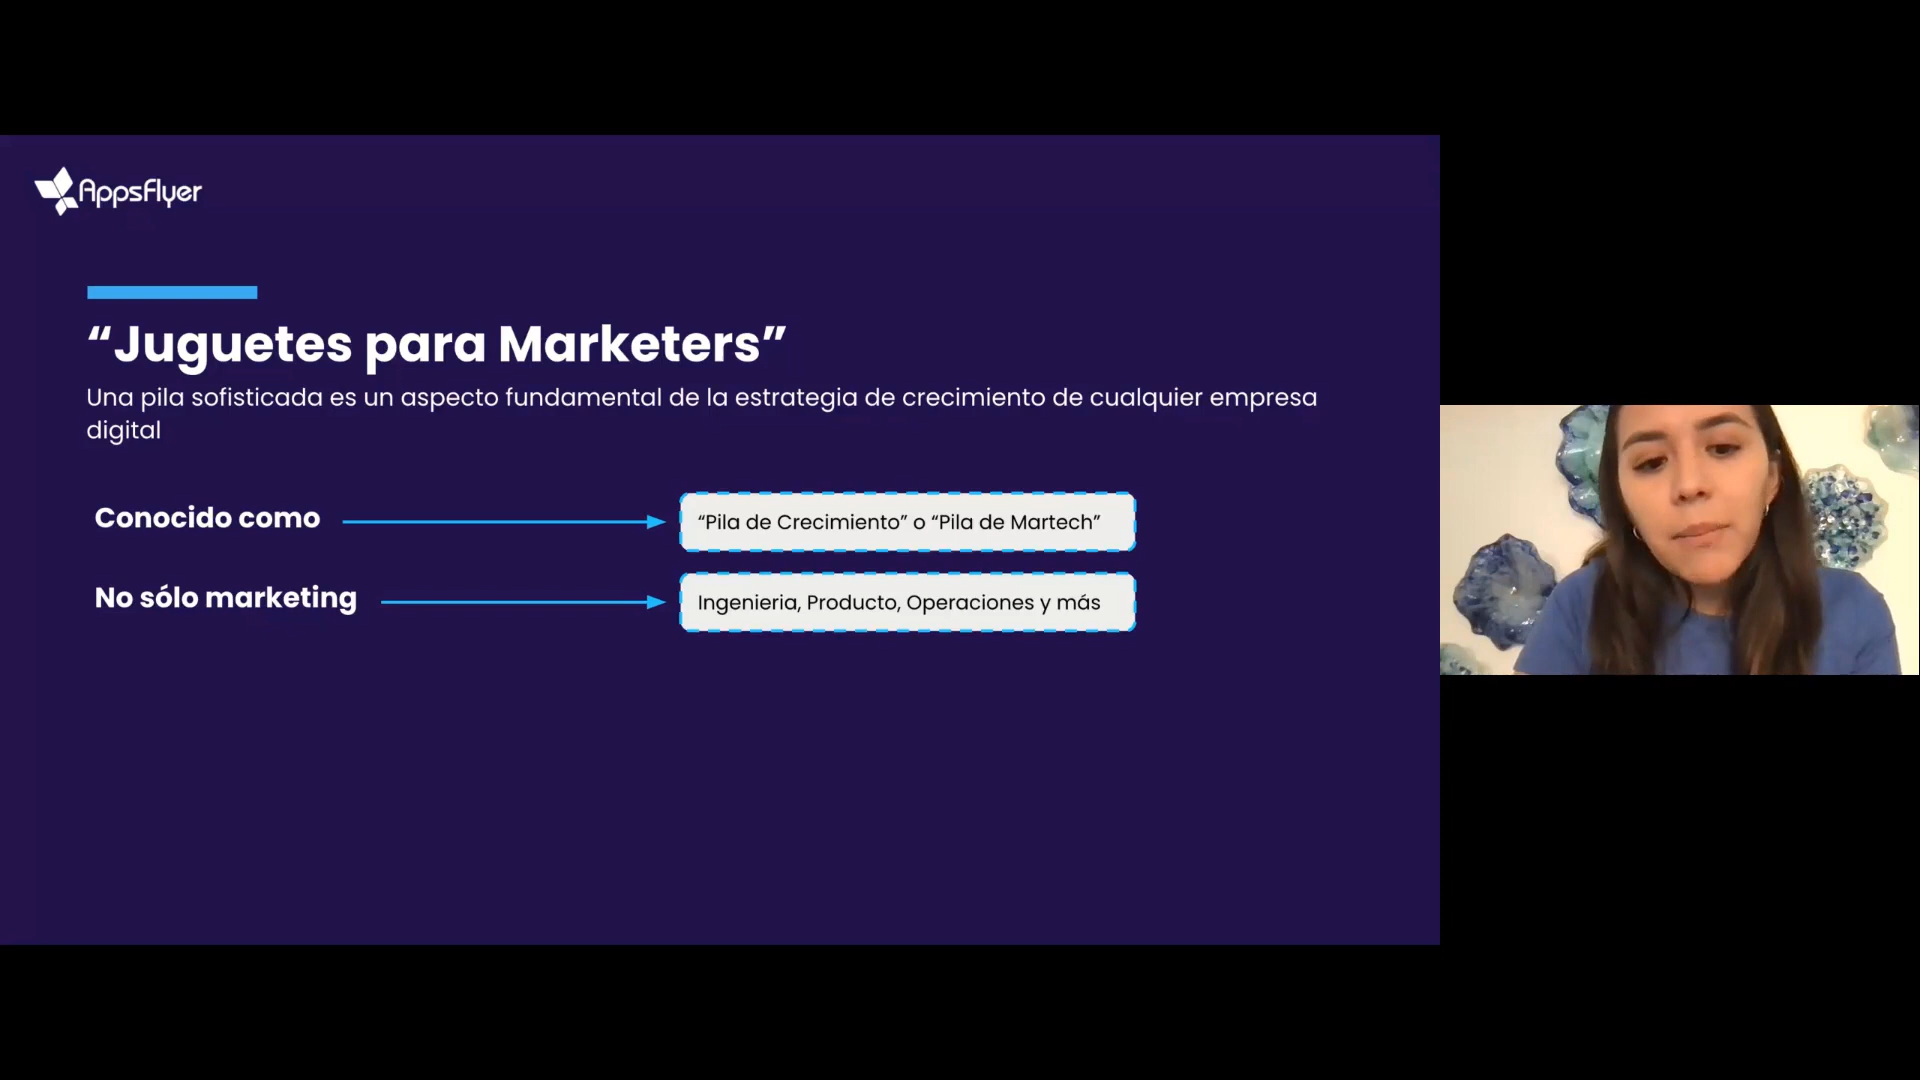 AppsFlyer
“Juguetes para Marketers”
Una pila sofisticada es un aspecto fundamental de la estrategia de crecimiento de cualquier empresa
digital
Conocido como
“Pila de Crecimiento” o “Pila de Martech”
No sólo marketing
Ingenieria, Producto, Operaciones y más